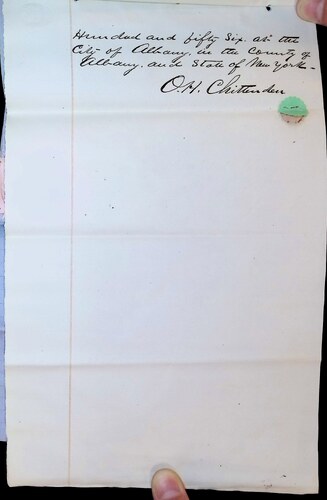 Hundred and fifty Six. at the
City of Albany. in the County of
Albany. and State of New York -
O. H. Chittenden